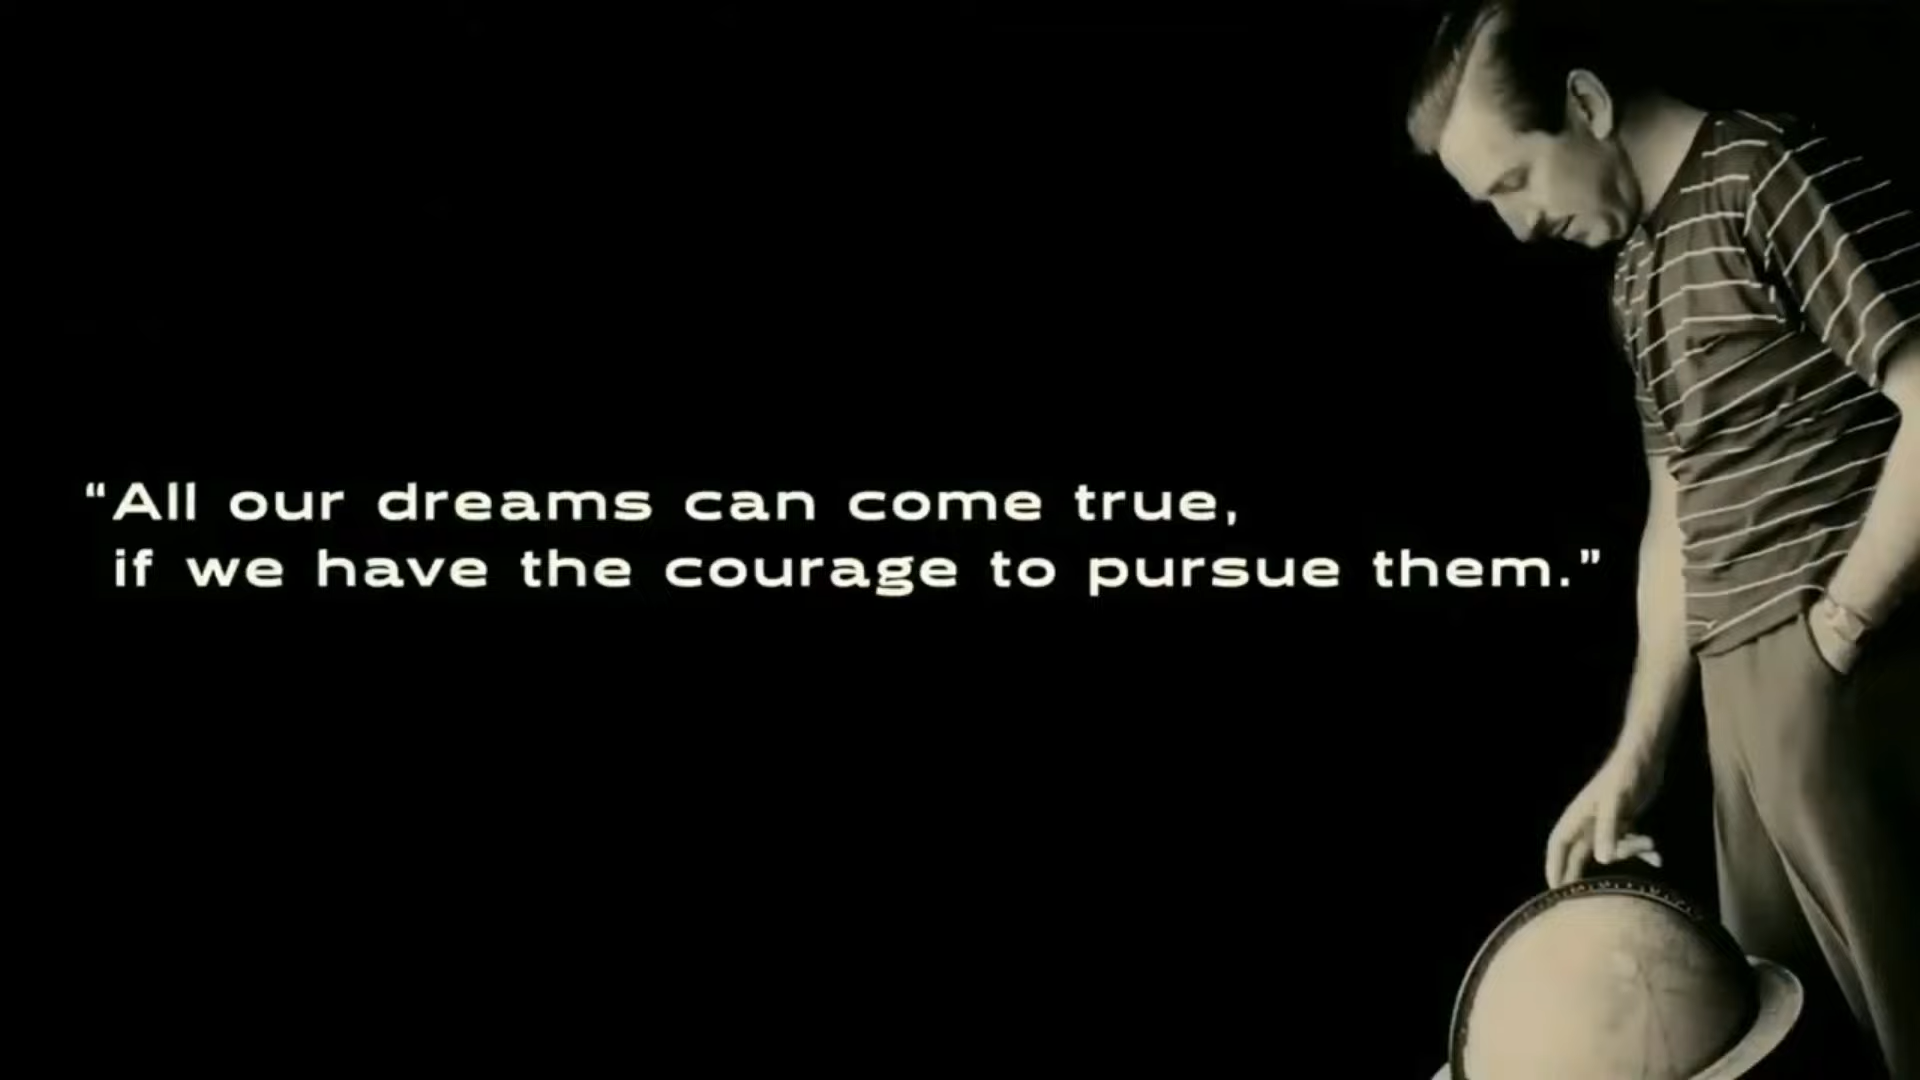 “All our dreams can come true,
if we have the courage to pursue them.”